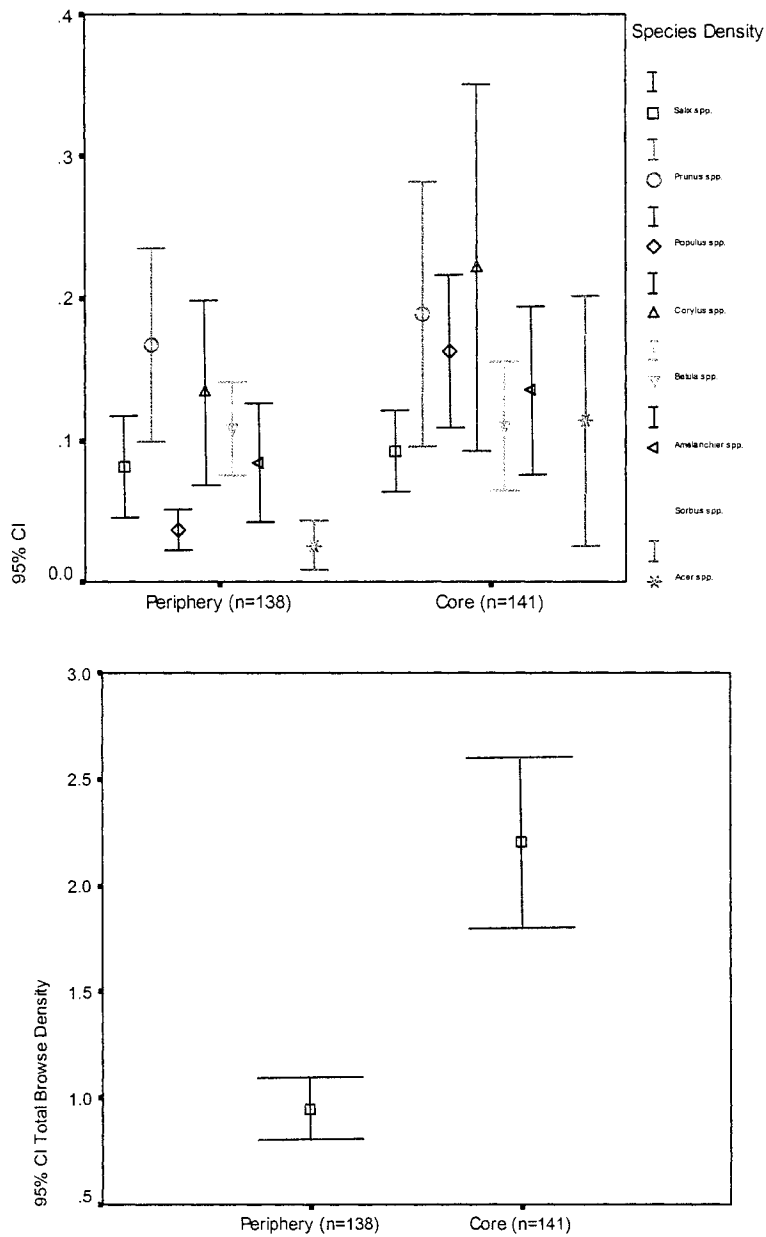 .4
.3
.2
.1
0.0
95% CI
Periphery (n=138)
Core (n=141)
Species Density
Salix spp.
Prunus spp.
Populus spp.
Corylus spp.
Betula spp.
Amelanchier spp.
Sorbus spp.
Acer spp.
3.0
2.5
2.0
1.5
1.0
.5
95% CI Total Browse Density
Periphery (n=138)
Core (n=141)